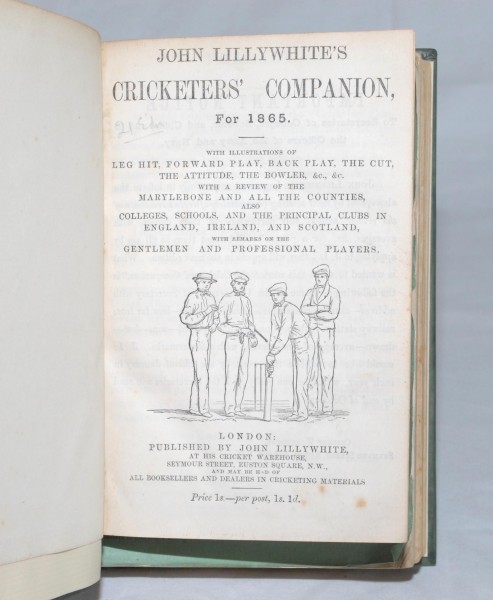 JOHN LILLYWHITE'S
CRICKETERS' COMPANION,
For 1865.
WITH ILLUSTRATIONS OF
LEG HIT, FORWARD PLAY, BACK PLAY, THE CUT,
THE ATTITUDE, THE BOWLER, &c., &c.
WITH A REVIEW OF THE
MARYLEBONE AND ALL THE COUNTIES,
ALSO
COLLEGES, SCHOOLS, AND THE PRINCIPAL CLUBS IN
ENGLAND, IRELAND, AND SCOTLAND,
WITH REMARKS ON THE
GENTLEMEN AND PROFESSIONAL PLAYERS.
LONDON:
PUBLISHED BY JOHN LILLYWHITE,
AT HIS CRICKET WAREHOUSE,
SEYMOUR STREET, EUSTON SQUARE, N.W.,
AND MAY BE HAD OF
ALL BOOKSELLERS AND DEALERS IN CRICKETING MATERIALS
Price 1s.—per post, 1s. 1d.